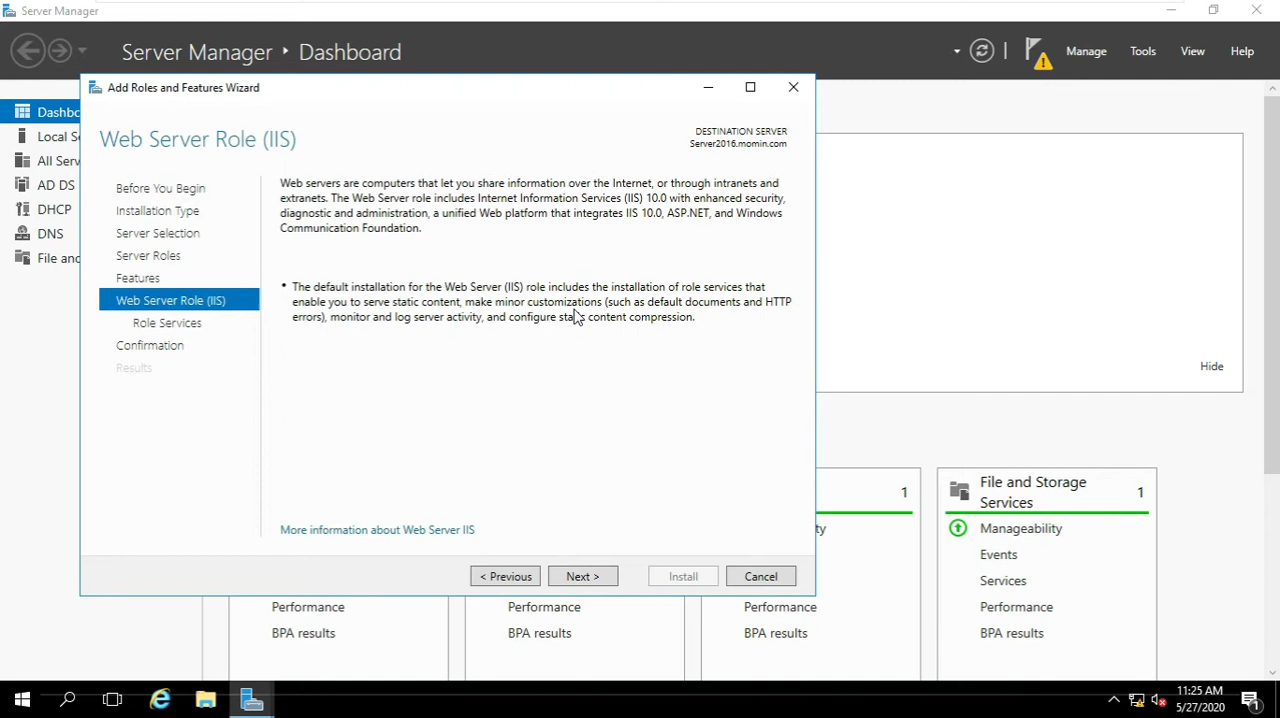 Server Manager
Server Manager
Dashboard
Manage
Tools
View
Help
Dashbo
Local Se
All Serv
AD DS
DHCP
DNS
File and
Add Roles and Features Wizard
Web Server Role (IIS)
DESTINATION SERVER
Server2016.momin.com
Before You Begin
Installation Type
Server Selection
Server Roles
Features
Web Server Role (IIS)
Role Services
Confirmation
Results
Web servers are computers that let you share information over the Internet, or through intranets and
extranets. The Web Server role includes Internet Information Services (IIS) 10.0 with enhanced security,
diagnostic and administration, a unified Web platform that integrates IIS 10.0, ASP.NET, and Windows
Communication Foundation.
• The default installation for the Web Server (IIS) role includes the installation of role services that
enable you to serve static content, make minor customizations (such as default documents and HTTP
errors), monitor and log server activity, and configure static content compression.
More information about Web Server IIS
< Previous
Next >
Install
Cancel
Hide
1
ty
File and Storage
Services
1
Manageability
Events
Services
Performance
BPA results
Performance
BPA results
Performance
BPA results
Performance
BPA results
11:25 AM
5/27/2020
1